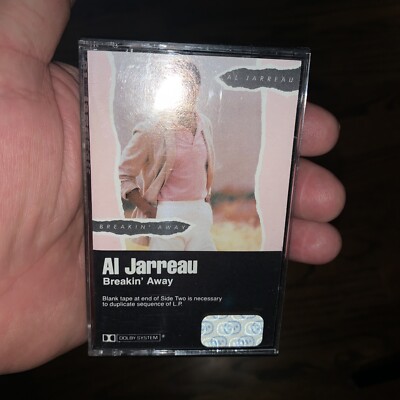 AL JARREAU
BREAKIN' AWAY
Al Jarreau
Breakin' Away
Blank tape at end of Side Two is necessary
to duplicate sequence of L.P.
DOLBY SYSTEM